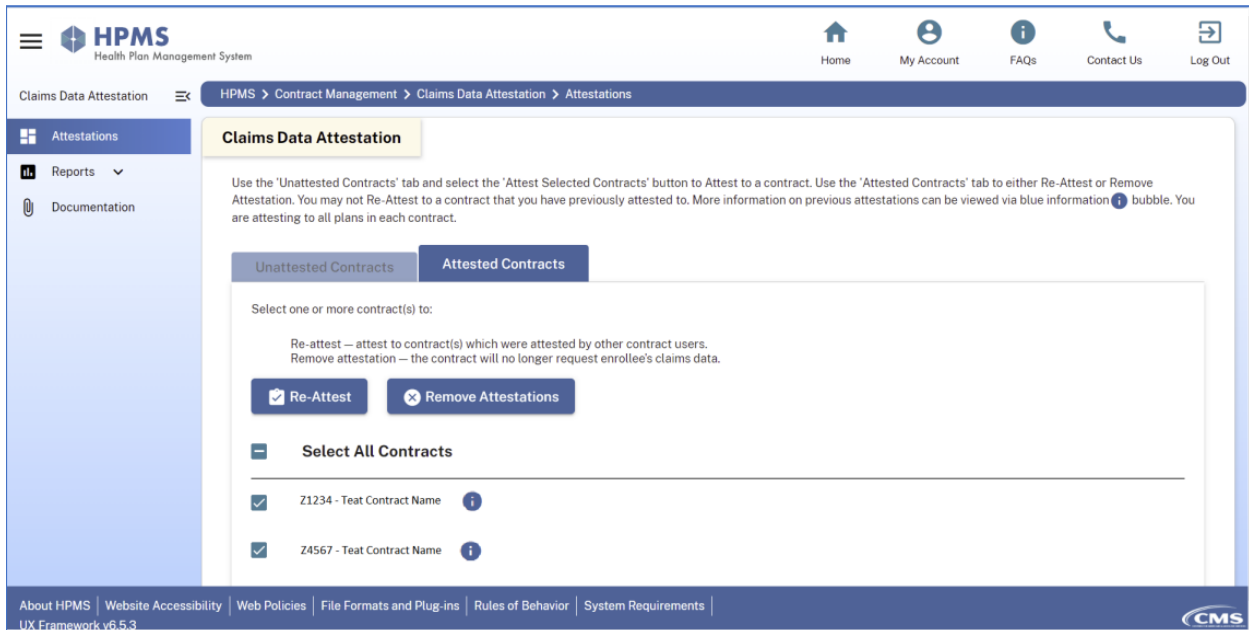 HPMS
Health Plan Management System
Home
My Account
FAQs
Contact Us
Log Out
Claims Data Attestation
HPMS > Contract Management > Claims Data Attestation > Attestations
Attestations
Reports
Documentation
Claims Data Attestation
Use the 'Unattested Contracts' tab and select the 'Attest Selected Contracts' button to Attest to a contract. Use the 'Attested Contracts' tab to either Re-Attest or Remove
Attestation. You may not Re-Attest to a contract that you have previously attested to. More information on previous attestations can be viewed via blue information i bubble. You
are attesting to all plans in each contract.
Unattested Contracts
Attested Contracts
Select one or more contract(s) to:
Re-attest — attest to contract(s) which were attested by other contract users.
Remove attestation — the contract will no longer request enrollee's claims data.
Re-Attest
Remove Attestations
Select All Contracts
Z1234 - Teat Contract Name
Z4567 - Teat Contract Name
About HPMS | Website Accessibility | Web Policies | File Formats and Plug-ins | Rules of Behavior | System Requirements |
UX Framework v6.5.3
CMS